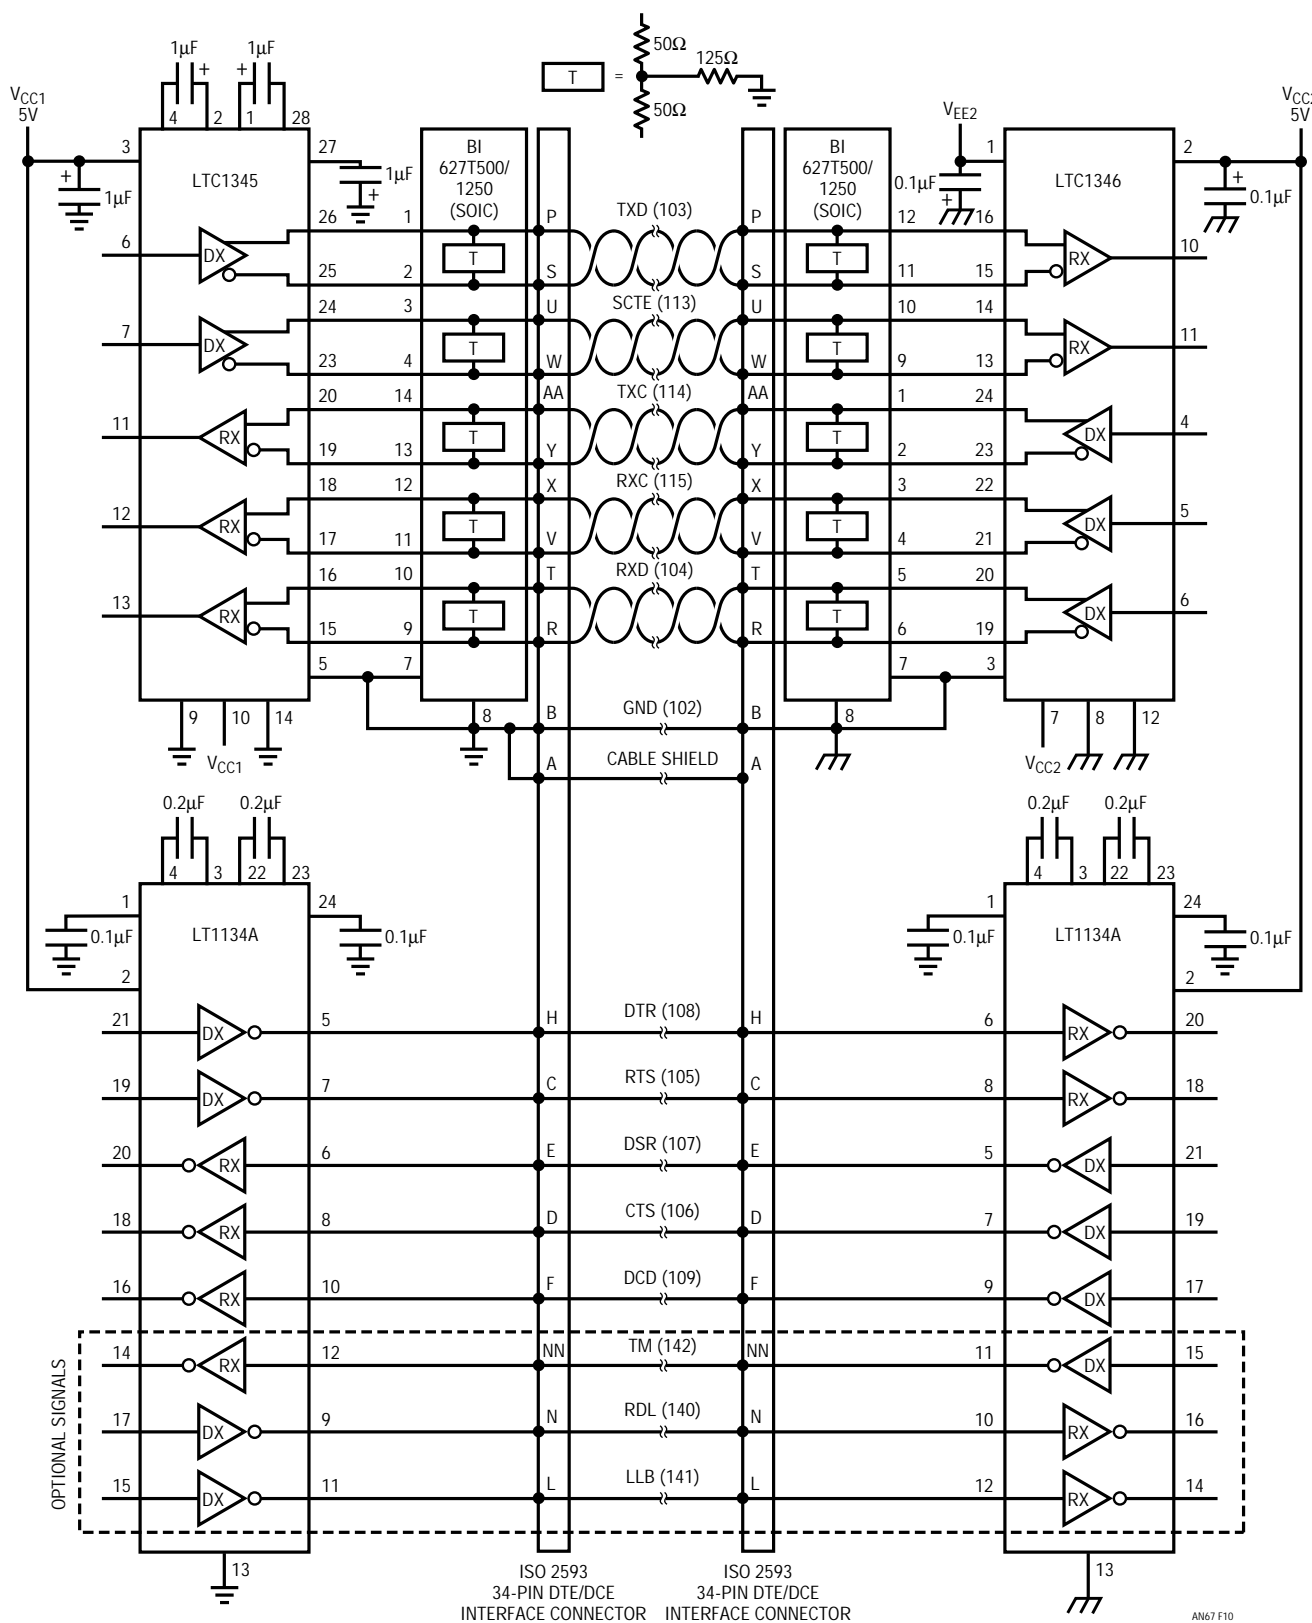 1µF 1µF
50Ω
125Ω
T =
50Ω
VCC1
5V
VEE2
5V
4 2 1 28
3 27
LTC1345
1µF
1µF
BI
627T500/
1250
(SOIC)
BI
627T500/
1250
(SOIC)
1 2
LTC1346
0.1µF
0.1µF
6 DX 26 1 T P TXD (103) P T 12 16 RX 10
25 2 S S 11 15
7 DX 24 3 T U SCTE (113) U T 10 14 RX 11
23 4 W W 9 13
11 RX 20 14 T AA TXC (114) AA T 1 24 DX 4
19 13 Y Y 2 23
12 RX 18 12 T X RXC (115) X T 3 22 DX 5
17 11 V V 4 21
13 RX 16 10 T T RXD (104) T T 5 20 DX 6
15 9 R R 6 19
5 7 7 3
9 10 14 8 B GND (102) B 8 7 8 12
VCC1 A CABLE SHIELD A VCC2
0.2µF 0.2µF 0.2µF 0.2µF
4 3 22 23 4 3 22 23
1 24 1 24
LT1134A LT1134A
0.1µF 0.1µF 0.1µF 0.1µF
2 2
21 DX 5 H DTR (108) H 6 RX 20
19 DX 7 C RTS (105) C 8 RX 18
20 RX 6 E DSR (107) E 5 DX 21
18 RX 8 D CTS (106) D 7 DX 19
16 RX 10 F DCD (109) F 9 DX 17
OPTIONAL SIGNALS
14 RX 12 NN TM (142) NN 11 DX 15
17 DX 9 N RDL (140) N 10 RX 16
15 DX 11 L LLB (141) L 12 RX 14
13 13
ISO 2593
34-PIN DTE/DCE
INTERFACE CONNECTOR
ISO 2593
34-PIN DTE/DCE
INTERFACE CONNECTOR
AN67 F10